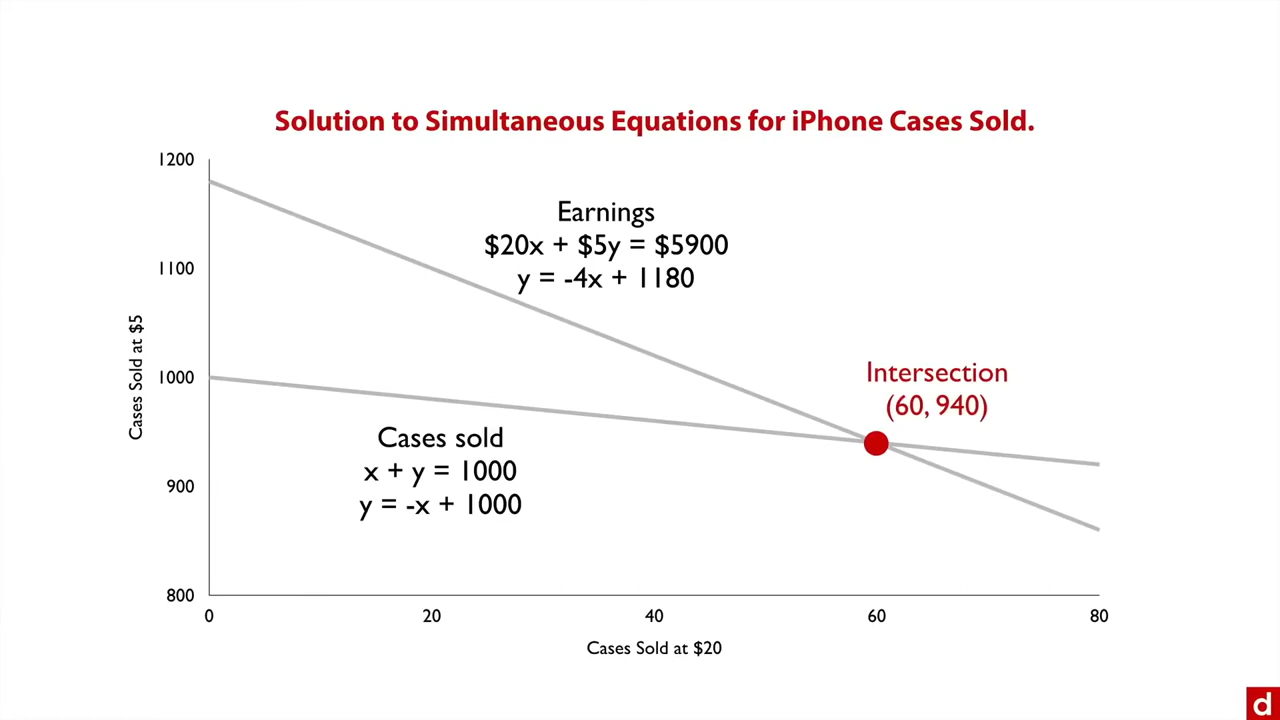 Solution to Simultaneous Equations for iPhone Cases Sold.
1200
1100
1000
900
800
Cases Sold at $5
Earnings
$20x + $5y = $5900
y = -4x + 1180
Intersection
(60, 940)
Cases sold
x + y = 1000
y = -x + 1000
0 20 40 60 80
Cases Sold at $20
d